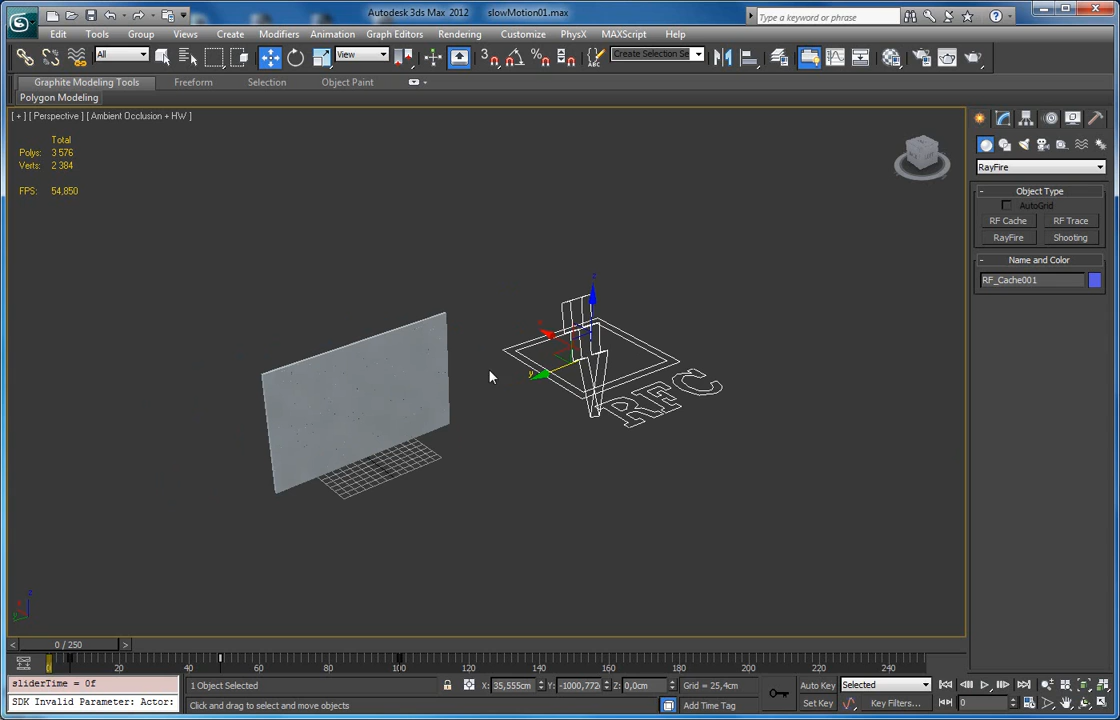 Autodesk 3ds Max 2012 slowMotion01.max
Type a keyword or phrase
Edit Tools Group Views Create Modifiers Animation Graph Editors Rendering Customize PhysX MAXScript Help
All View 3 Create Selection Se
Graphite Modeling Tools Freeform Selection Object Paint
Polygon Modeling
[ + ] [ Perspective ] [ Ambient Occlusion + HW ]
Total
Polys: 3 576
Verts: 2 384
FPS: 54,850
RayFire
Object Type
AutoGrid
RF Cache RF Trace
RayFire Shooting
Name and Color
RF_Cache001
z
x
y
RFC
z
x
y
0 / 250
0 20 40 60 80 100 120 140 160 180 200 220 240
sliderTime = 0f
SDK Invalid Parameter: Actor:
1 Object Selected
Click and drag to select and move objects
X: 35,555cm Y: -1000,772 Z: 0,0cm Grid = 25,4cm
Add Time Tag
Auto Key Selected
Set Key Key Filters...
0